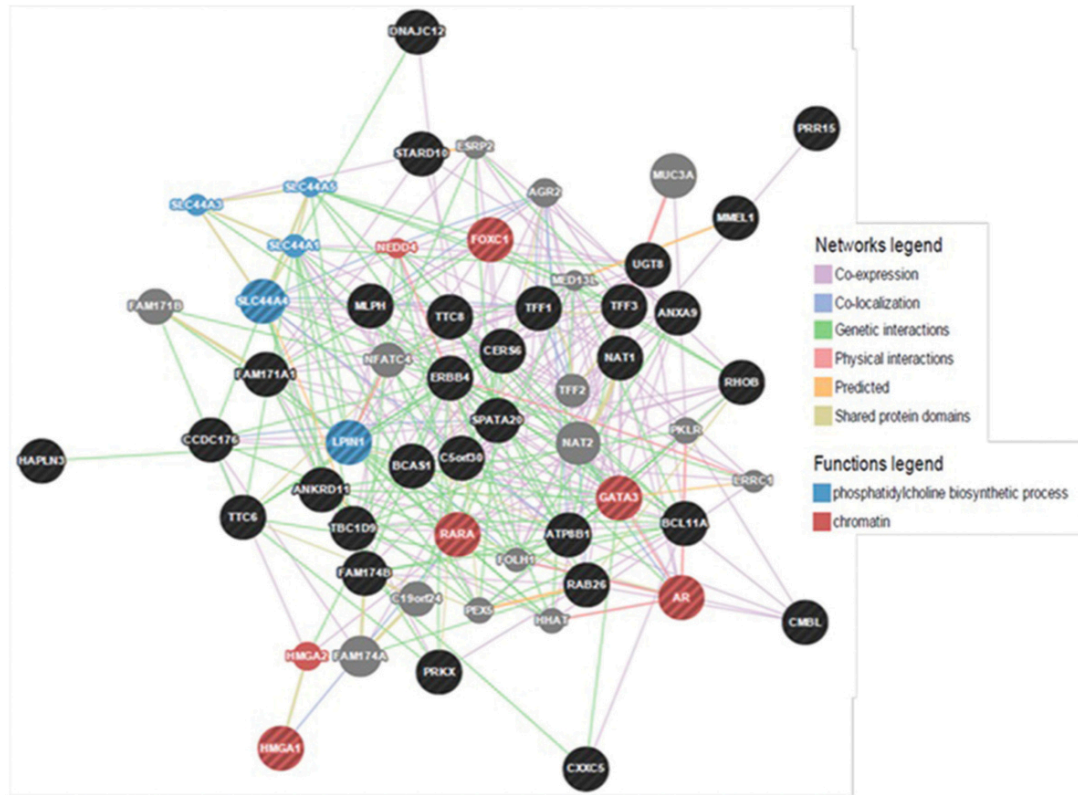 DNAJC12
PRR15
STARD10
ESRP2
MUC3A
SLC44A5
AGR2
SLC44A3
MMEL1
SLC44A1
NEDD4
FOXC1
UGT8
MED13L
SLC44A4
FAM171B
MLPH
TTC8
TFF1
TFF3
ANXA9
CERS6
NFATC4
NAT1
FAM171A1
ERBB4
RHOB
TFF2
SPATA20
PKLR
CCDC176
LPIN1
NAT2
HAPLN3
BCAS1
C5orf30
LRRC1
ANKRD11
GATA3
TTC6
TBC1D9
RARA
ATP8B1
BCL11A
FOLH1
FAM174B
RAB26
C19orf24
AR
PEX5
HHAT
CMBL
HMGA2
FAM174A
PRKX
HMGA1
CXXC5
Networks legend
Co-expression
Co-localization
Genetic interactions
Physical interactions
Predicted
Shared protein domains
Functions legend
phosphatidylcholine biosynthetic process
chromatin